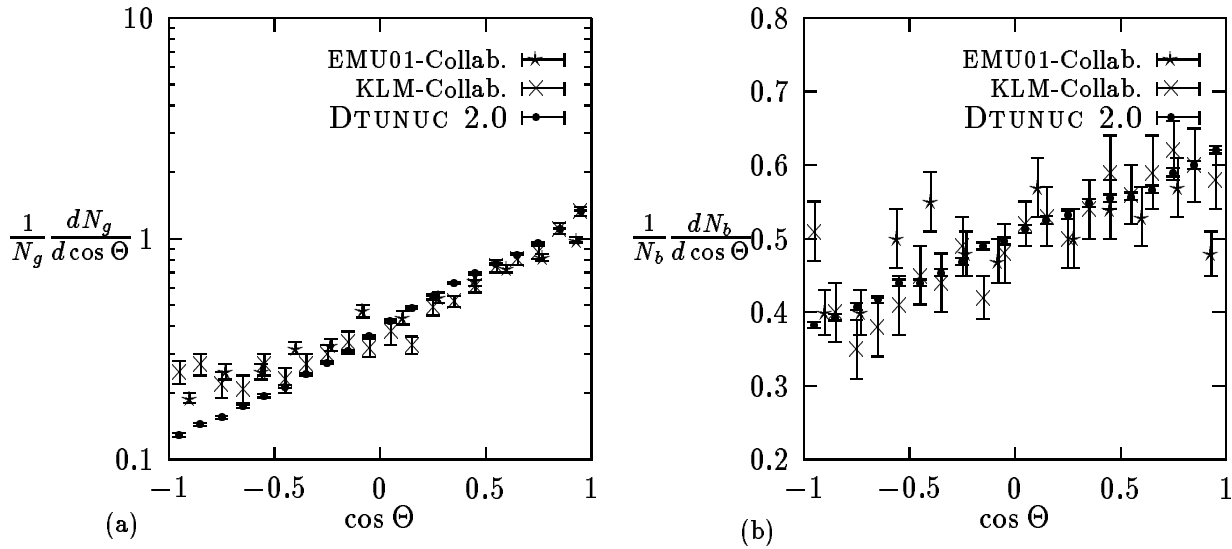 10
1
0.1
1/N_g dN_g/d cos Θ
EMU01-Collab.
KLM-Collab.
DTUNUC 2.0
−1
−0.5
0
0.5
1
cos Θ
(a)
0.8
0.7
0.6
0.5
0.4
0.3
0.2
1/N_b dN_b/d cos Θ
EMU01-Collab.
KLM-Collab.
DTUNUC 2.0
−1
−0.5
0
0.5
1
cos Θ
(b)